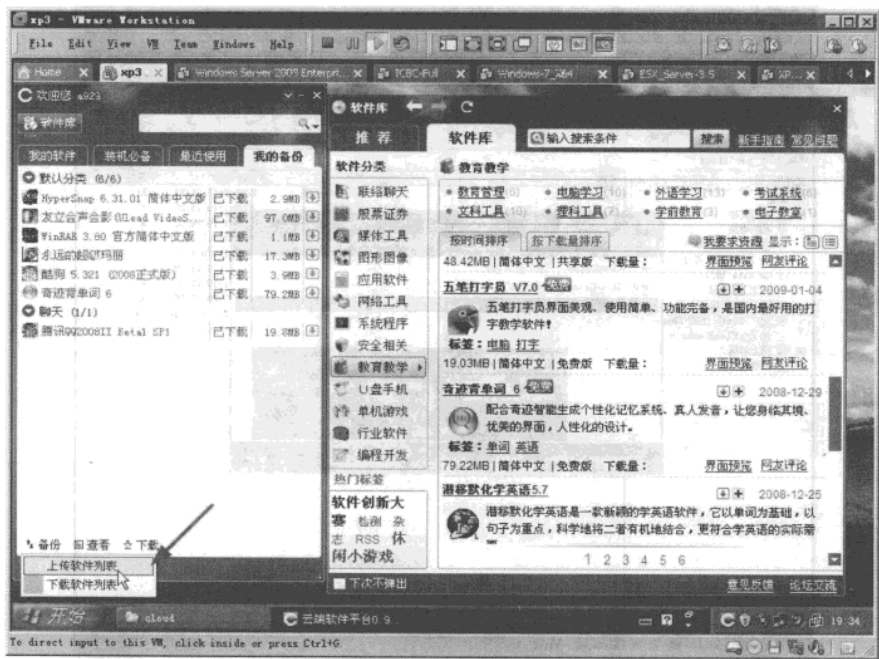 xp3 - VMware Workstation
File Edit View VM Team Windows Help
Home xp3 Windows Server 2003 Enterpri... ICBC-Full Windows-7_X64 ESX_Server-3.5 XP...
欢迎您 a923
软件库
我的软件 装机必备 最近使用 我的备份
默认分类 (6/6)
HyperSnap 6.31.01 简体中文版 已下载 2.9MB
友立会声会影(Ulead VideoS... 已下载 97.0MB
WinRAR 3.80 官方简体中文版 已下载 1.1MB
永远的超级玛丽 已下载 17.3MB
酷狗 5.321 (2008正式版) 已下载 3.9MB
奇迹背单词 6 已下载 79.2MB
聊天 (1/1)
腾讯QQ2008II Beta1 SP1 已下载 19.8MB
备份 查看 下载
上传软件列表
下载软件列表
软件库
推荐 软件库 输入搜索条件 搜索 新手指南 常见问题
软件分类
联络聊天
股票证券
媒体工具
图形图像
应用软件
网络工具
系统程序
安全相关
教育教学
U盘手机
单机游戏
行业软件
编程开发
热门标签
软件创新大
赛 检测 杂
志 RSS 休
闲小游戏
教育教学
教育管理(6) 电脑学习(10) 外语学习(13) 考试系统(6)
文科工具(10) 理科工具(7) 学前教育(3) 电子教室(1)
按时间排序 按下载量排序 我要求资源 显示：
48.42MB | 简体中文 | 共享版 下载量： 界面预览 网友评论
五笔打字员 V7.0 免费 2009-01-04
五笔打字员界面美观、使用简单、功能完备，是国内最好用的打
字教学软件！
标签：电脑 打字
19.03MB | 简体中文 | 免费版 下载量： 界面预览 网友评论
奇迹背单词 6 免费 2008-12-29
配合奇迹智能生成个性化记忆系统、真人发音，让您身临其境、
优美的界面，人性化的设计。
标签：单词 英语
79.22MB | 简体中文 | 免费版 下载量： 界面预览 网友评论
潜移默化学英语5.7 2008-12-25
潜移默化学英语是一款新颖的学英语软件，它以单词为基础，以
句子为重点，科学地将二者有机地结合，更符合学英语的实际需
1 2 3 4 5 6
下次不弹出 意见反馈 论坛交流
开始 cloud 云端软件平台0.9... 19:34
To direct input to this VM, click inside or press Ctrl+G.